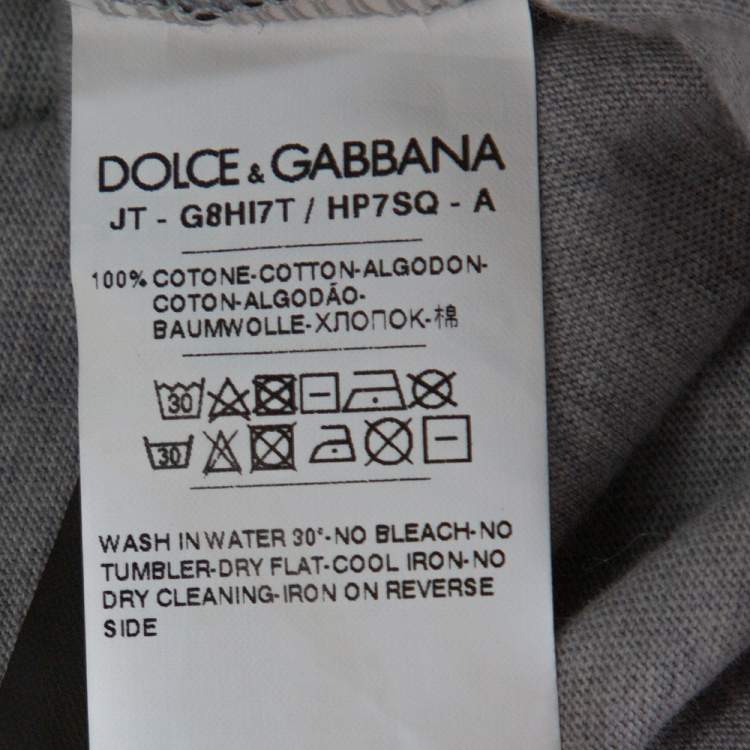 DOLCE & GABBANA
JT - G8HI7T / HP7SQ - A
100% COTONE-COTTON-ALGODON-
COTON-ALGODÃO-
BAUMWOLLE-ХЛОПОК-棉
30
30
WASH IN WATER 30°-NO BLEACH-NO
TUMBLER-DRY FLAT-COOL IRON-NO
DRY CLEANING-IRON ON REVERSE
SIDE